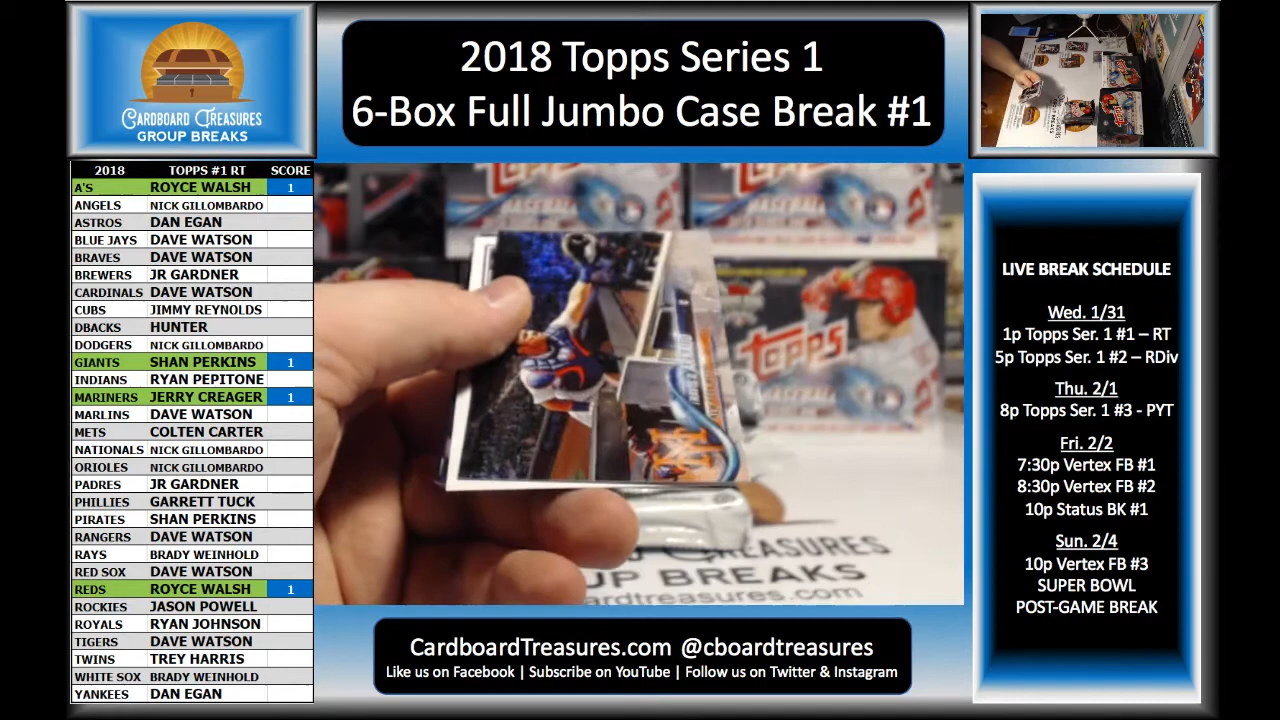 CARDBOARD TREASURES
GROUP BREAKS
2018 Topps Series 1
6-Box Full Jumbo Case Break #1
2018 TOPPS #1 RT SCORE
A'S ROYCE WALSH 1
ANGELS NICK GILLOMBARDO
ASTROS DAN EGAN
BLUE JAYS DAVE WATSON
BRAVES DAVE WATSON
BREWERS JR GARDNER
CARDINALS DAVE WATSON
CUBS JIMMY REYNOLDS
DBACKS HUNTER
DODGERS NICK GILLOMBARDO
GIANTS SHAN PERKINS 1
INDIANS RYAN PEPITONE
MARINERS JERRY CREAGER 1
MARLINS DAVE WATSON
METS COLTEN CARTER
NATIONALS NICK GILLOMBARDO
ORIOLES NICK GILLOMBARDO
PADRES JR GARDNER
PHILLIES GARRETT TUCK
PIRATES SHAN PERKINS
RANGERS DAVE WATSON
RAYS BRADY WEINHOLD
RED SOX DAVE WATSON
REDS ROYCE WALSH 1
ROCKIES JASON POWELL
ROYALS RYAN JOHNSON
TIGERS DAVE WATSON
TWINS TREY HARRIS
WHITE SOX BRADY WEINHOLD
YANKEES DAN EGAN
Topps
BASEBALL
Topps
TREASURES
GROUP BREAKS
rdtreasures.com
LIVE BREAK SCHEDULE
Wed. 1/31
1p Topps Ser. 1 #1 – RT
5p Topps Ser. 1 #2 – RDiv
Thu. 2/1
8p Topps Ser. 1 #3 - PYT
Fri. 2/2
7:30p Vertex FB #1
8:30p Vertex FB #2
10p Status BK #1
Sun. 2/4
10p Vertex FB #3
SUPER BOWL
POST-GAME BREAK
CardboardTreasures.com @cboardtreasures
Like us on Facebook | Subscribe on YouTube | Follow us on Twitter & Instagram